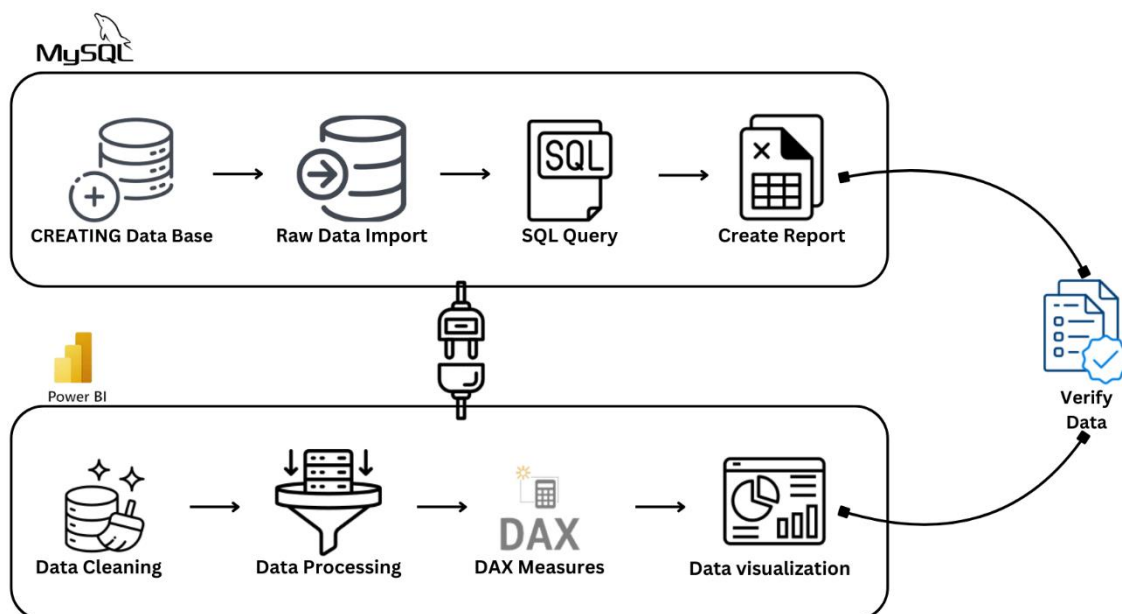 MySQL
SQL
CREATING Data Base
Raw Data Import
SQL Query
Create Report
Power BI
Verify
Data
DAX
Data Cleaning
Data Processing
DAX Measures
Data visualization